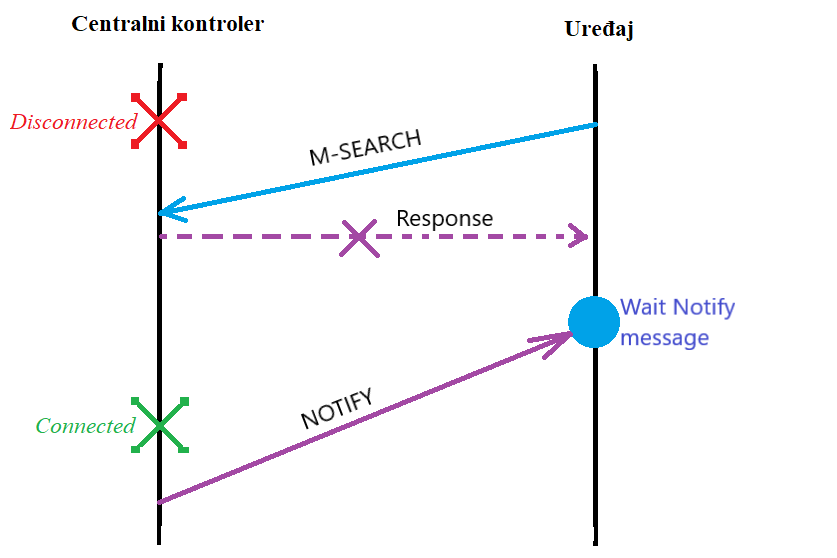 Centralni kontroler
Uređaj
Disconnected
M-SEARCH
Response
Wait Notify
message
NOTIFY
Connected